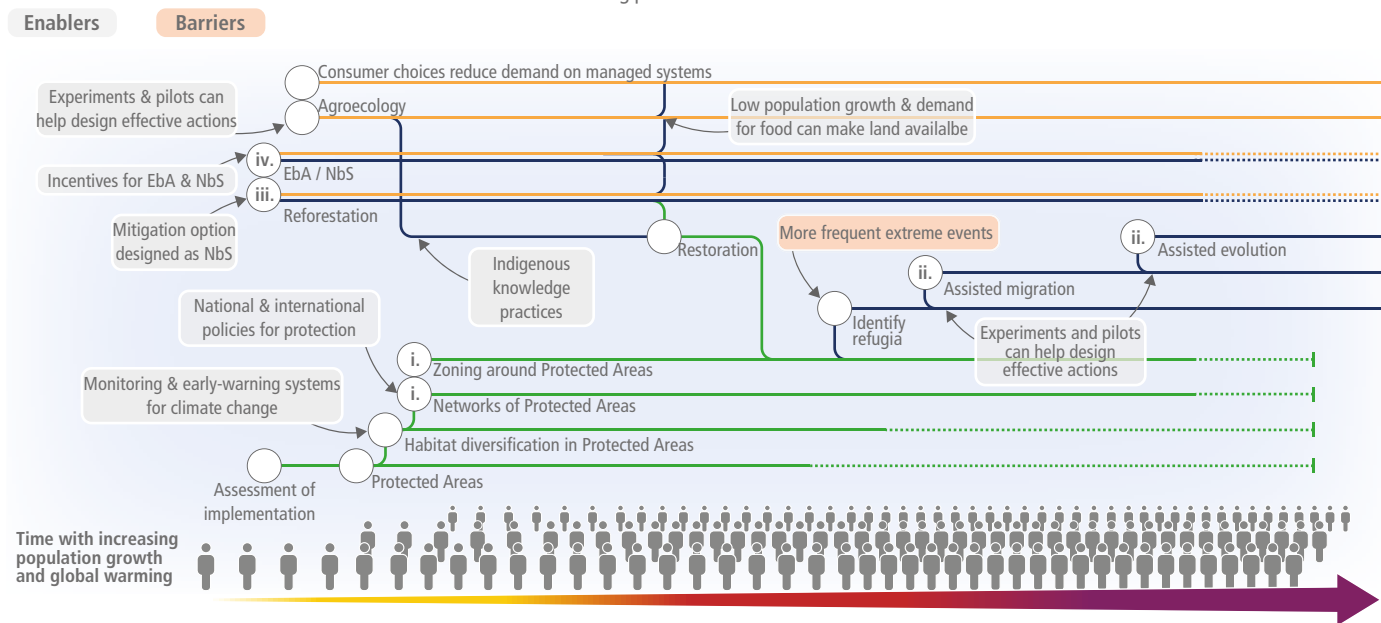 Enablers
Barriers
Consumer choices reduce demand on managed systems
Experiments & pilots can
help design effective actions
Agroecology
Low population growth & demand
for food can make land availalbe
iv.
EbA / NbS
Incentives for EbA & NbS
iii.
Reforestation
Mitigation option
designed as NbS
More frequent extreme events
ii.
Assisted evolution
Restoration
Indigenous
knowledge
practices
ii.
Assisted migration
National & international
policies for protection
Identify
refugia
Experiments and pilots
can help design
effective actions
i.
Zoning around Protected Areas
Monitoring & early-warning systems
for climate change
i.
Networks of Protected Areas
Habitat diversification in Protected Areas
Protected Areas
Assessment of
implementation
Time with increasing
population growth
and global warming